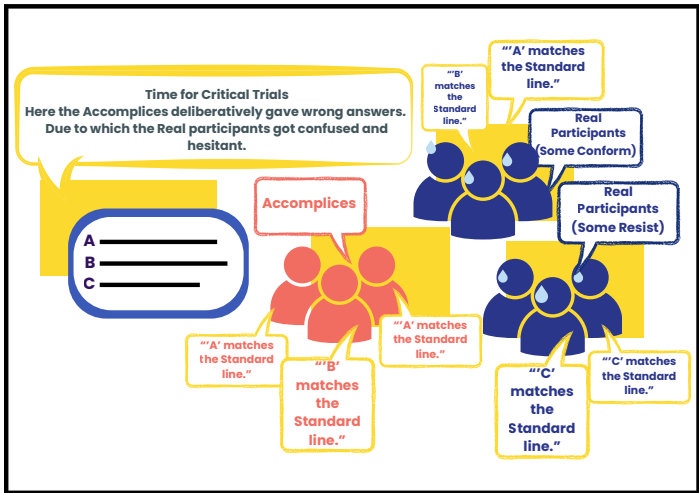 Time for Critical Trials
Here the Accomplices deliberatively gave wrong answers.
Due to which the Real participants got confused and
hesitant.
A
B
C
Accomplices
“‘A’ matches
the Standard
line.”
“‘B’
matches
the
Standard
line.”
“‘A’ matches
the Standard
line.”
“‘B’
matches
the
Standard
line.”
“‘A’ matches
the Standard
line.”
Real
Participants
(Some Conform)
Real
Participants
(Some Resist)
“‘C’
matches
the
Standard
line.”
“‘C’ matches
the Standard
line.”